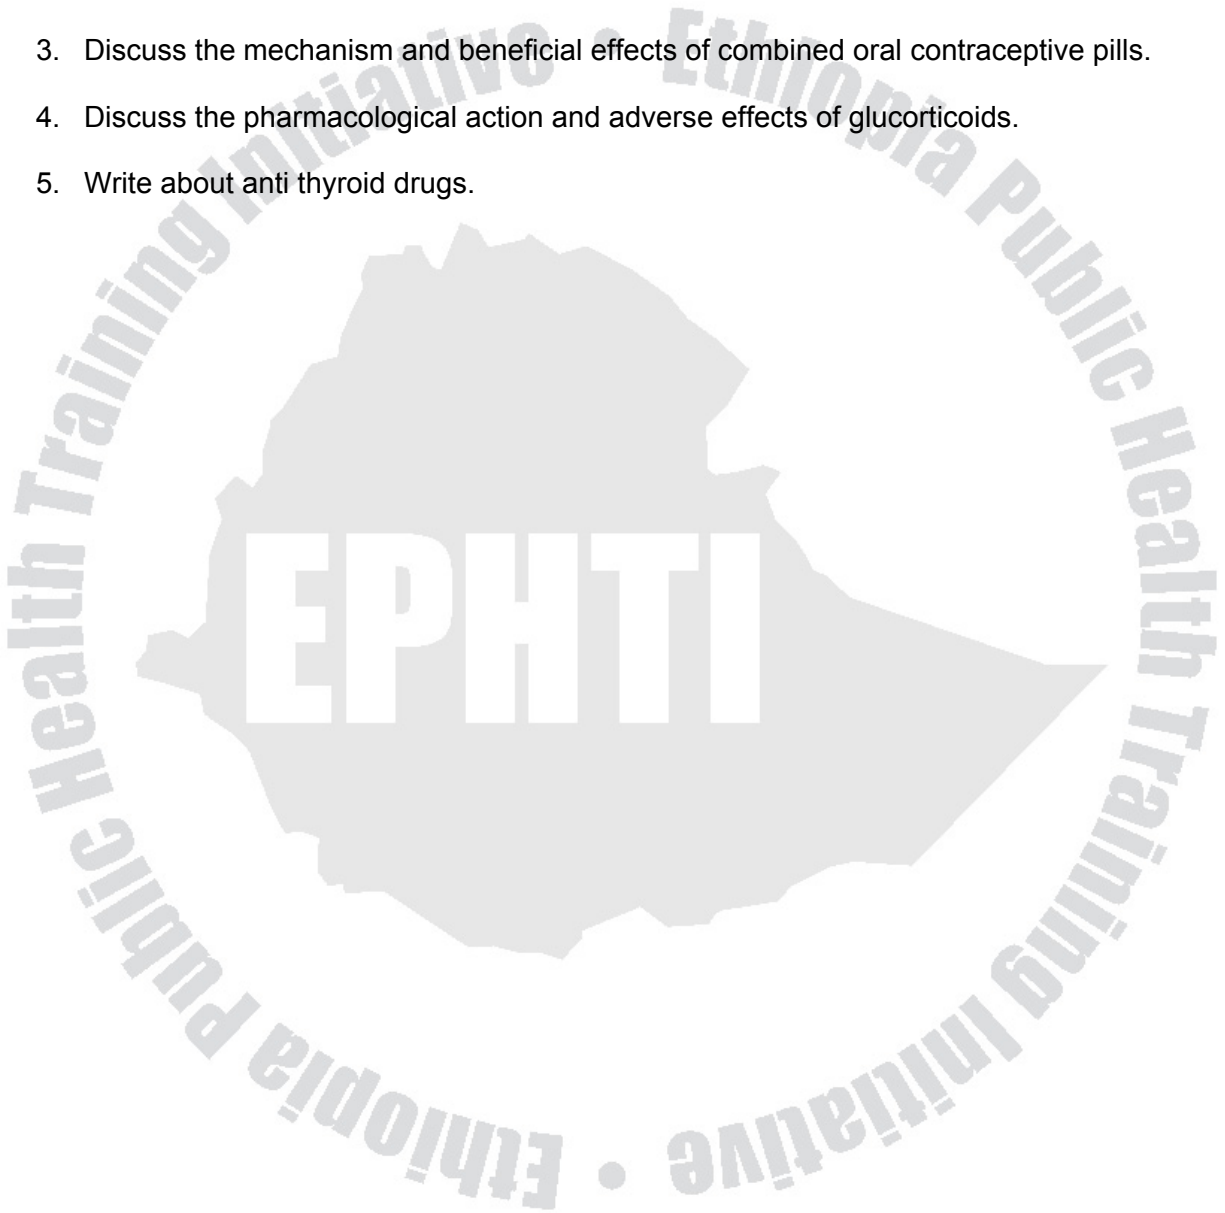 3. Discuss the mechanism and beneficial effects of combined oral contraceptive pills.
4. Discuss the pharmacological action and adverse effects of glucorticoids.
5. Write about anti thyroid drugs.
EPHTI
Ethiopia Public Health Training Initiative • Ethiopia Public Health Training Initiative •